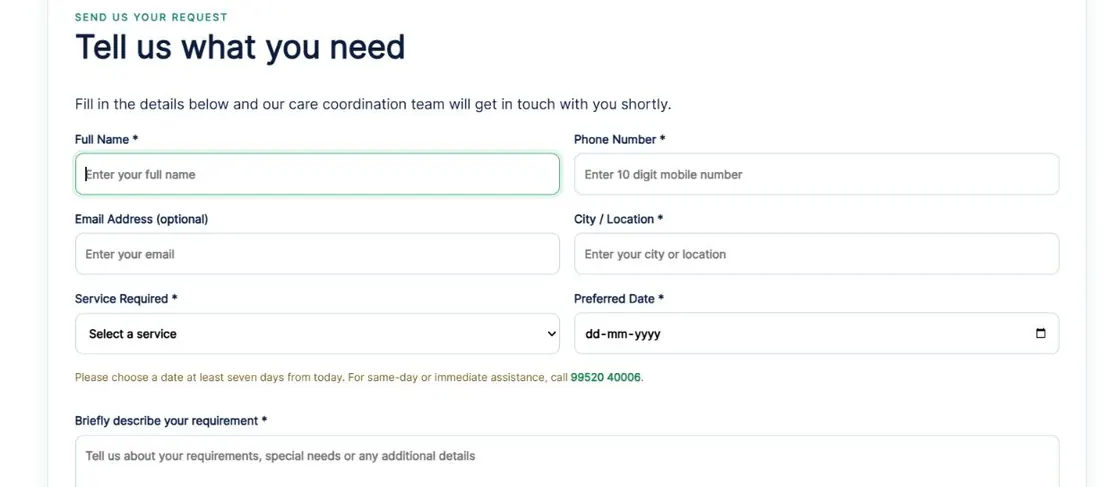 SEND US YOUR REQUEST
Tell us what you need
Fill in the details below and our care coordination team will get in touch with you shortly.
Full Name *
Phone Number *
Enter your full name
Enter 10 digit mobile number
Email Address (optional)
City / Location *
Enter your email
Enter your city or location
Service Required *
Preferred Date *
Select a service
dd-mm-yyyy
Please choose a date at least seven days from today. For same-day or immediate assistance, call 99520 40006.
Briefly describe your requirement *
Tell us about your requirements, special needs or any additional details